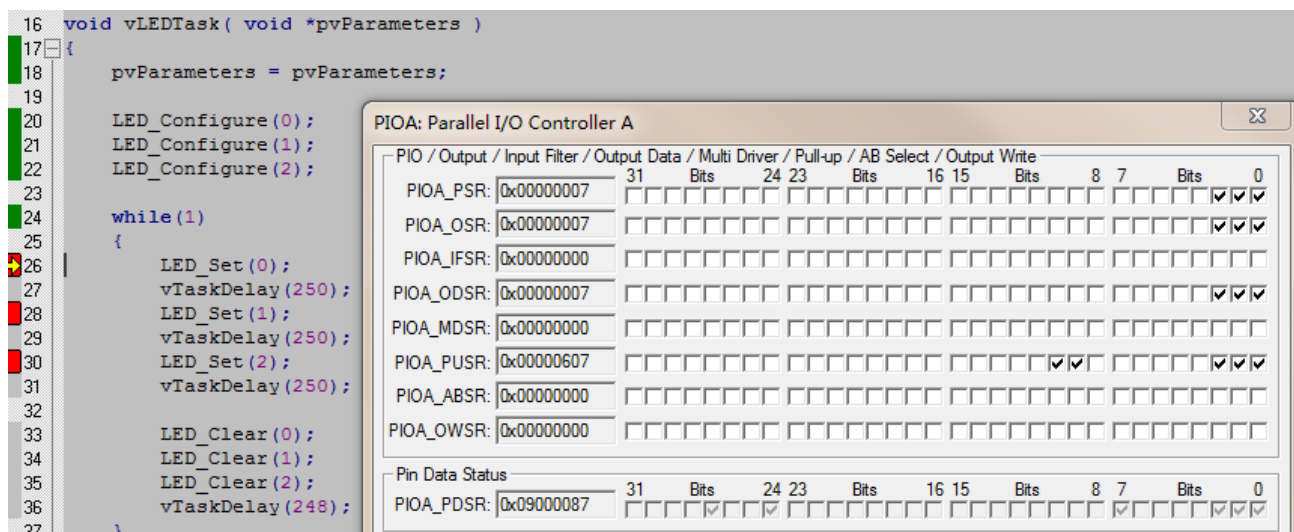 16 void vLEDTask( void *pvParameters )
17 {
18 pvParameters = pvParameters;
19
20 LED_Configure(0);
21 LED_Configure(1);
22 LED_Configure(2);
23
24 while(1)
25 {
26 LED_Set(0);
27 vTaskDelay(250);
28 LED_Set(1);
29 vTaskDelay(250);
30 LED_Set(2);
31 vTaskDelay(250);
32
33 LED_Clear(0);
34 LED_Clear(1);
35 LED_Clear(2);
36 vTaskDelay(248);
37 }
PIOA: Parallel I/O Controller A
PIO / Output / Input Filter / Output Data / Multi Driver / Pull-up / AB Select / Output Write
31 Bits 24 23 Bits 16 15 Bits 8 7 Bits 0
PIOA_PSR: 0x00000007
PIOA_OSR: 0x00000007
PIOA_IFSR: 0x00000000
PIOA_ODSR: 0x00000007
PIOA_MDSR: 0x00000000
PIOA_PUSR: 0x00000607
PIOA_ABSR: 0x00000000
PIOA_OWSR: 0x00000000
Pin Data Status
31 Bits 24 23 Bits 16 15 Bits 8 7 Bits 0
PIOA_PDSR: 0x09000087